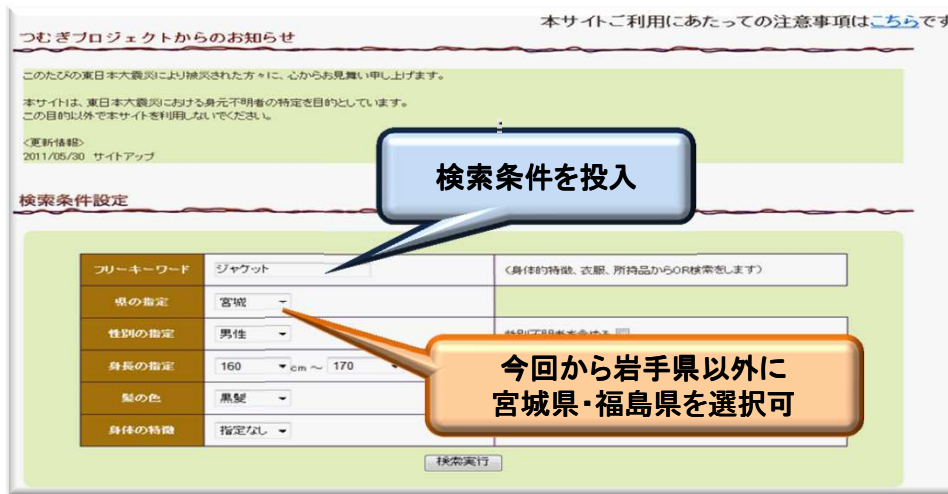 本サイトご利用にあたっての注意事項はこちらです
つむぎプロジェクトからのお知らせ
このたびの東日本大震災により被災された方々に、心からお見舞い申し上げます。
本サイトは、東日本大震災における身元不明者の特定を目的としています。
この目的以外で本サイトを利用しないでください。
<更新情報>
2011/05/30 サイトアップ
検索条件を投入
検索条件設定
フリーキーワード ジャケット (身体的特徴、衣服、所持品からOR検索をします)
県の指定 宮城
性別の指定 男性
身長の指定 160 cm ~ 170
今回から岩手県以外に
宮城県・福島県を選択可
髪の色 黒髪
身体の特徴 指定なし
検索実行